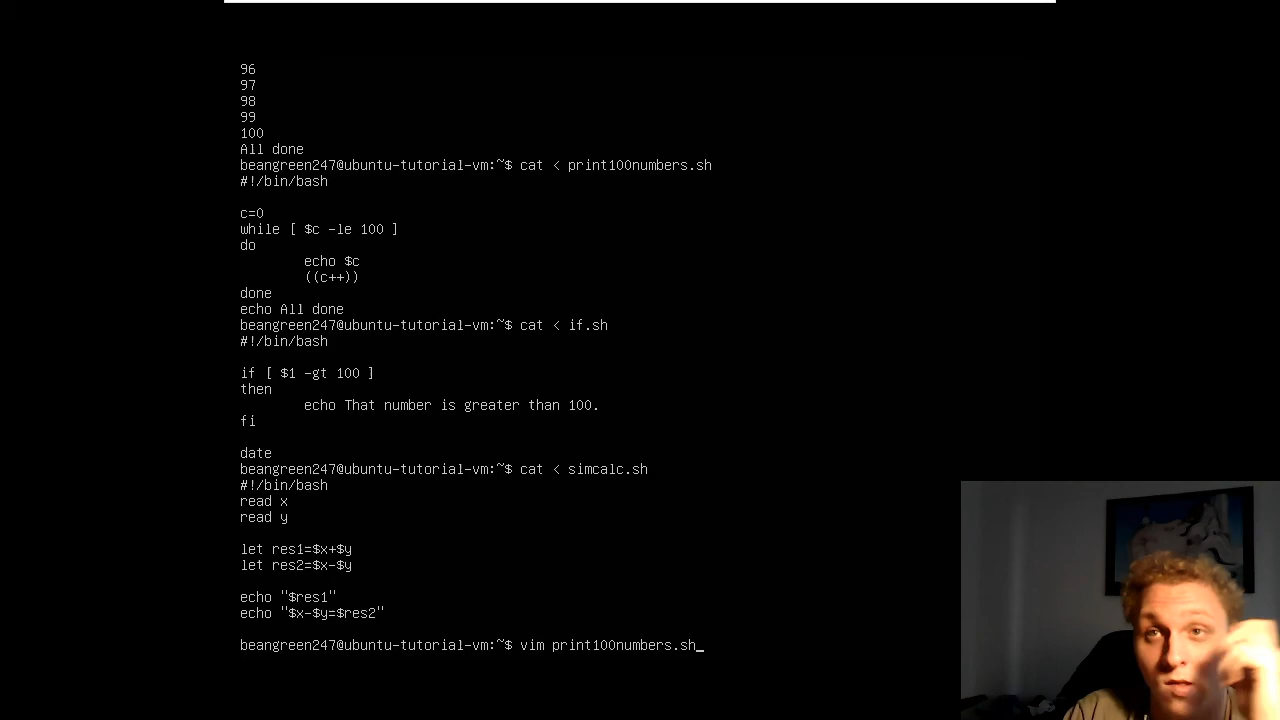 96
97
98
99
100
All done
beangreen247@ubuntu-tutorial-vm:~$ cat < print100numbers.sh
#!/bin/bash
c=0
while [ $c -le 100 ]
do
echo $c
((c++))
done
echo All done
beangreen247@ubuntu-tutorial-vm:~$ cat < if.sh
#!/bin/bash
if [ $1 -gt 100 ]
then
echo That number is greater than 100.
fi
date
beangreen247@ubuntu-tutorial-vm:~$ cat < simcalc.sh
#!/bin/bash
read x
read y
let res1=$x+$y
let res2=$x-$y
echo "$res1"
echo "$x-$y=$res2"
beangreen247@ubuntu-tutorial-vm:~$ vim print100numbers.sh_